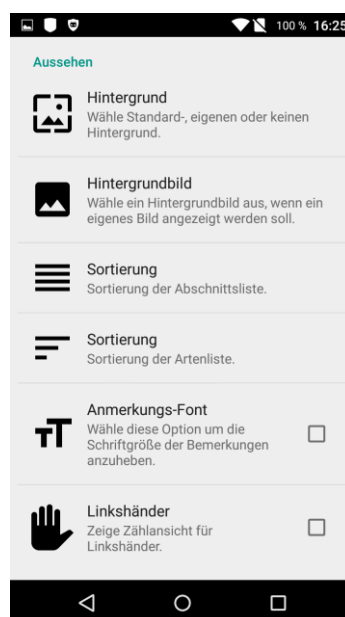 100 % 16:25
Aussehen
Hintergrund
Wähle Standard-, eigenen oder keinen
Hintergrund.
Hintergrundbild
Wähle ein Hintergrundbild aus, wenn ein
eigenes Bild angezeigt werden soll.
Sortierung
Sortierung der Abschnittsliste.
Sortierung
Sortierung der Artenliste.
Anmerkungs-Font
Wähle diese Option um die
Schriftgröße der Bemerkungen
anzuheben.
Linkshänder
Zeige Zählansicht für
Linkshänder.